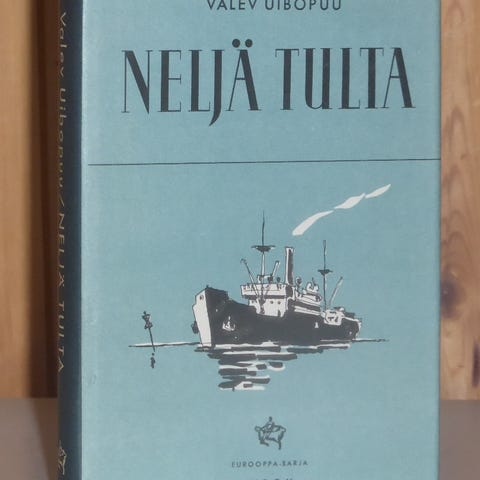 VALEV UIBOPUU
NELJÄ TULTA
EUROOPPA-SARJA
Valev Uibopuu / NELJÄ TULTA